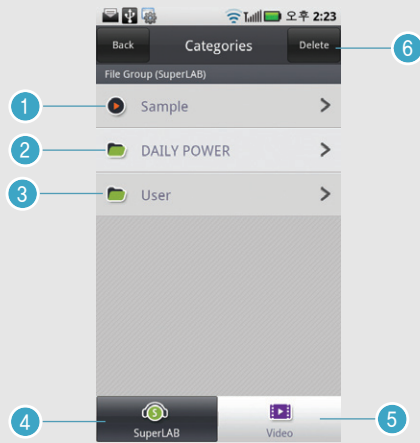 오후 2:23
Back Categories Delete
6
File Group (SuperLAB)
1 Sample
2 DAILY POWER
3 User
4 SuperLAB Video 5